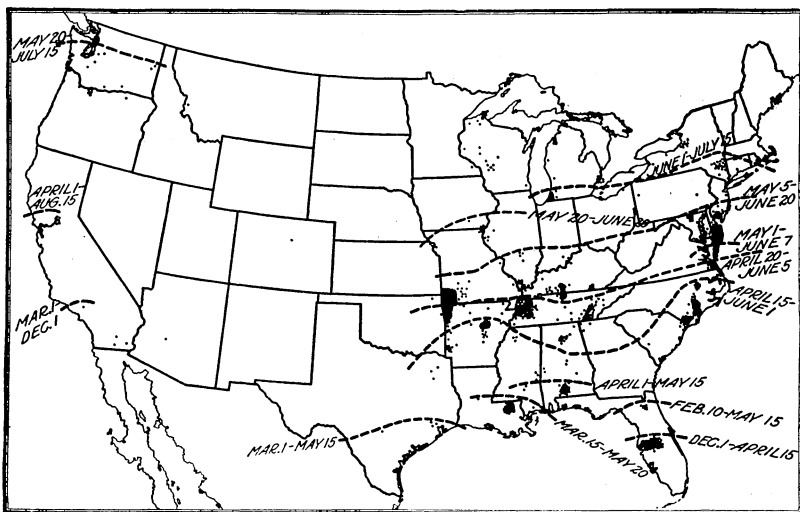 MAY 20-
JULY 15
JUNE 1-JULY 15
APRIL 1-
AUG. 15
MAY 5-
JUNE 20
MAY 20-JUNE 30
MAY 1-
JUNE 7
APRIL 20-
JUNE 5
APRIL 15-
JUNE 1
MAR. 1-
DEC. 1
APRIL 1-MAY 15
FEB. 10-MAY 15
MAR. 1-MAY 15
MAR. 15-
MAY 20
DEC. 1-APRIL 15